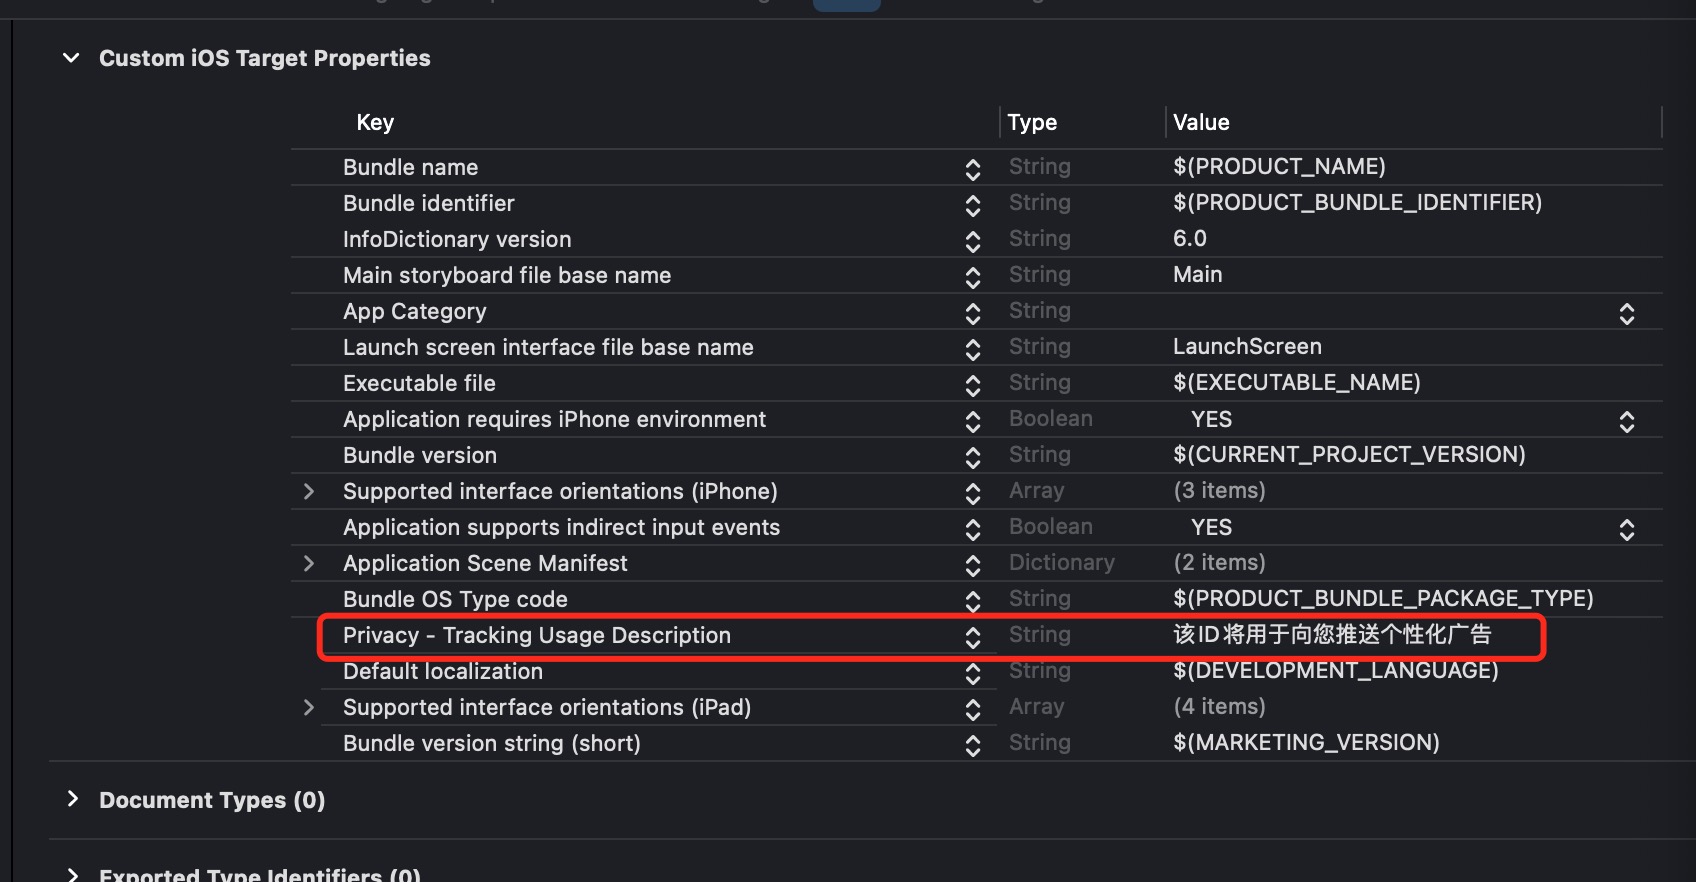 Custom iOS Target Properties
Key Type Value
Bundle name String $(PRODUCT_NAME)
Bundle identifier String $(PRODUCT_BUNDLE_IDENTIFIER)
InfoDictionary version String 6.0
Main storyboard file base name String Main
App Category String
Launch screen interface file base name String LaunchScreen
Executable file String $(EXECUTABLE_NAME)
Application requires iPhone environment Boolean YES
Bundle version String $(CURRENT_PROJECT_VERSION)
Supported interface orientations (iPhone) Array (3 items)
Application supports indirect input events Boolean YES
Application Scene Manifest Dictionary (2 items)
Bundle OS Type code String $(PRODUCT_BUNDLE_PACKAGE_TYPE)
Privacy - Tracking Usage Description String 该ID将用于向您推送个性化广告
Default localization String $(DEVELOPMENT_LANGUAGE)
Supported interface orientations (iPad) Array (4 items)
Bundle version string (short) String $(MARKETING_VERSION)
Document Types (0)
Exported Type Identifiers (0)